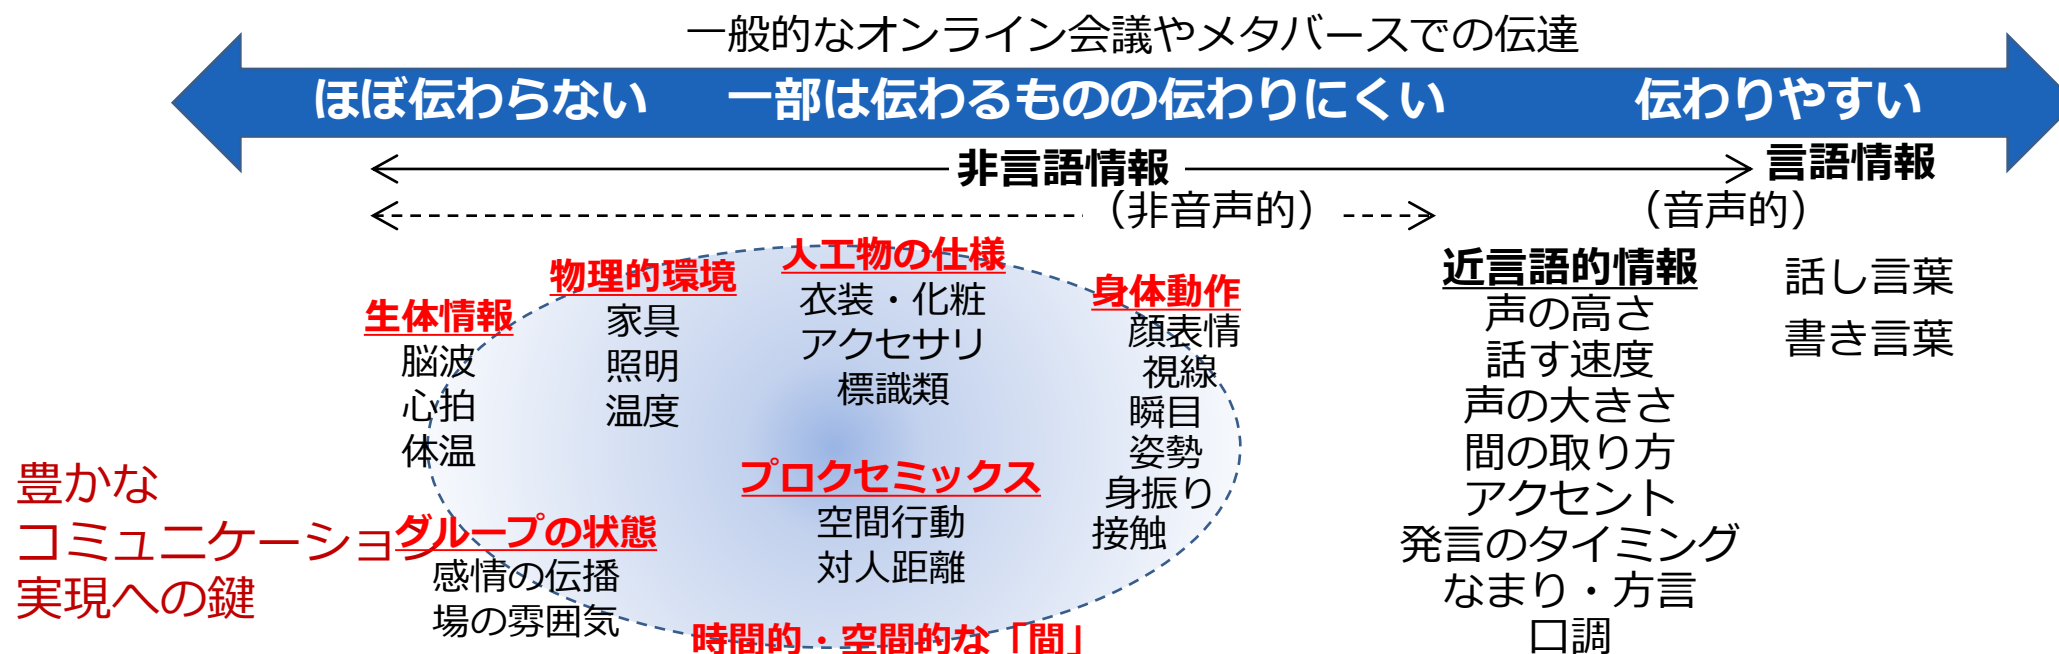 一般的なオンライン会議やメタバースでの伝達
ほぼ伝わらない 一部は伝わるものの伝わりにくい 伝わりやすい
非言語情報 言語情報
（非音声的） （音声的）
生体情報
脳波
心拍
体温
物理的環境
家具
照明
温度
人工物の仕様
衣装・化粧
アクセサリ
標識類
身体動作
顔表情
視線
瞬目
姿勢
身振り
接触
プロクセミックス
空間行動
対人距離
グループの状態
感情の伝播
場の雰囲気
時間的・空間的な「間」
豊かな
コミュニケーション
実現への鍵
近言語的情報
声の高さ
話す速度
声の大きさ
間の取り方
アクセント
発言のタイミング
なまり・方言
口調
話し言葉
書き言葉